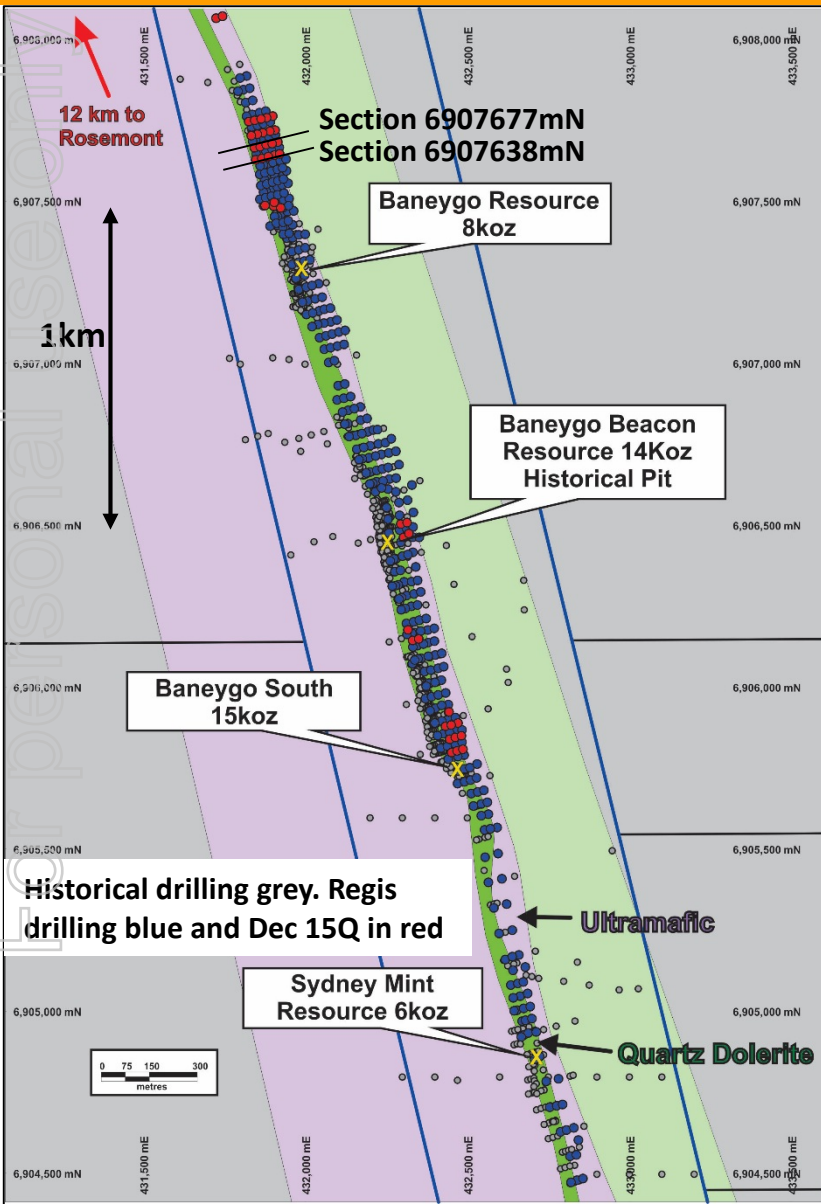 431,500 mE
432,000 mE
432,500 mE
433,000 mE
433,500 mE
6,908,000 mN
6,908,000 mN
12 km to
Rosemont
Section 6907677mN
Section 6907638mN
6,907,500 mN
6,907,500 mN
Baneygo Resource
8koz
1km
6,907,000 mN
6,907,000 mN
Baneygo Beacon
Resource 14Koz
Historical Pit
6,906,500 mN
6,906,500 mN
6,906,000 mN
6,906,000 mN
Baneygo South
15koz
6,905,500 mN
6,905,500 mN
Historical drilling grey. Regis
drilling blue and Dec 15Q in red
Ultramafic
Sydney Mint
Resource 6koz
6,905,000 mN
6,905,000 mN
Quartz Dolerite
0 75 150 300
metres
6,904,500 mN
6,904,500 mN
431,500 mE
432,000 mE
432,500 mE
433,000 mE
433,500 mE
For personal use only